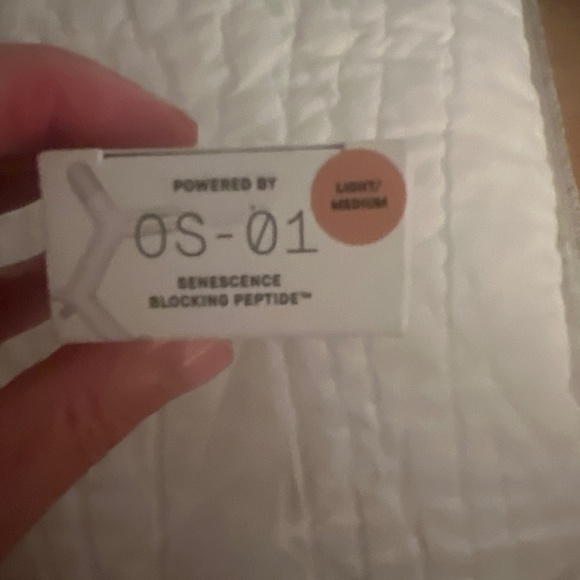 POWERED BY
OS-01
SENESCENCE
BLOCKING PEPTIDE™
LIGHT/
MEDIUM